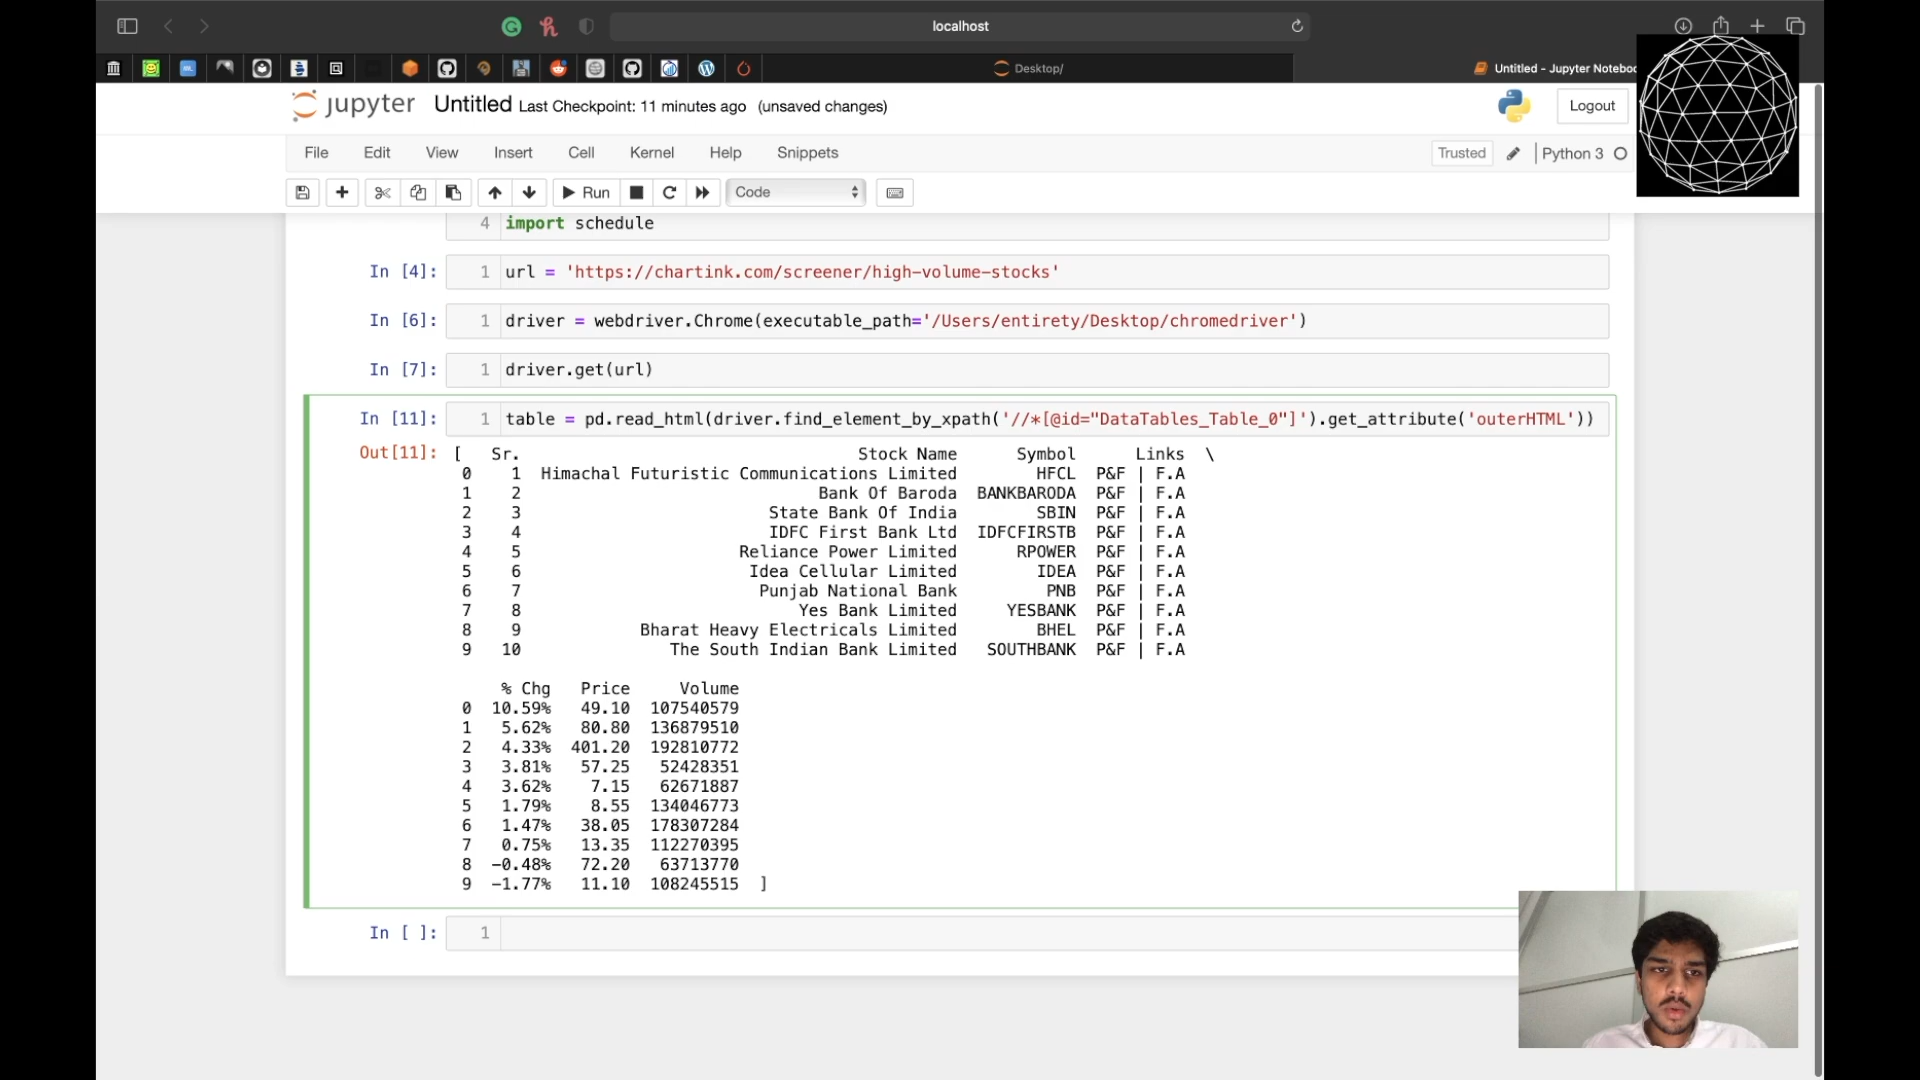 localhost
Desktop/
Untitled - Jupyter Notebo
jupyter Untitled Last Checkpoint: 11 minutes ago (unsaved changes)
Logout
File Edit View Insert Cell Kernel Help Snippets
Trusted
Python 3
Run
Code
4 import schedule
In [4]: 1 url = 'https://chartink.com/screener/high-volume-stocks'
In [6]: 1 driver = webdriver.Chrome(executable_path='/Users/entirety/Desktop/chromedriver')
In [7]: 1 driver.get(url)
In [11]: 1 table = pd.read_html(driver.find_element_by_xpath('//*[@id="DataTables_Table_0"]').get_attribute('outerHTML'))
Out[11]: [ Sr. Stock Name Symbol Links \
0 1 Himachal Futuristic Communications Limited HFCL P&F | F.A
1 2 Bank Of Baroda BANKBARODA P&F | F.A
2 3 State Bank Of India SBIN P&F | F.A
3 4 IDFC First Bank Ltd IDFCFIRSTB P&F | F.A
4 5 Reliance Power Limited RPOWER P&F | F.A
5 6 Idea Cellular Limited IDEA P&F | F.A
6 7 Punjab National Bank PNB P&F | F.A
7 8 Yes Bank Limited YESBANK P&F | F.A
8 9 Bharat Heavy Electricals Limited BHEL P&F | F.A
9 10 The South Indian Bank Limited SOUTHBANK P&F | F.A
% Chg Price Volume
0 10.59% 49.10 107540579
1 5.62% 80.80 136879510
2 4.33% 401.20 192810772
3 3.81% 57.25 52428351
4 3.62% 7.15 62671887
5 1.79% 8.55 134046773
6 1.47% 38.05 178307284
7 0.75% 13.35 112270395
8 -0.48% 72.20 63713770
9 -1.77% 11.10 108245515 ]
In [ ]: 1